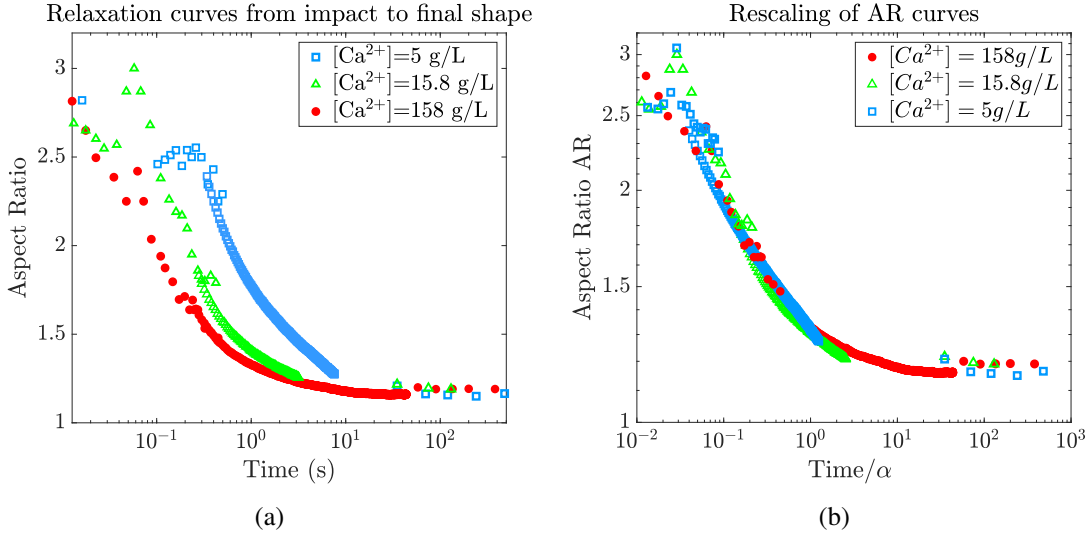 Relaxation curves from impact to final shape
[Ca²⁺]=5 g/L
[Ca²⁺]=15.8 g/L
[Ca²⁺]=158 g/L
3
2.5
2
1.5
1
Aspect Ratio
10⁻¹
10⁰
10¹
10²
Time (s)
(a)
Rescaling of AR curves
[Ca²⁺] = 158g/L
[Ca²⁺] = 15.8g/L
[Ca²⁺] = 5g/L
3
2.5
2
1.5
1
Aspect Ratio AR
10⁻²
10⁻¹
10⁰
10¹
10²
10³
Time/α
(b)